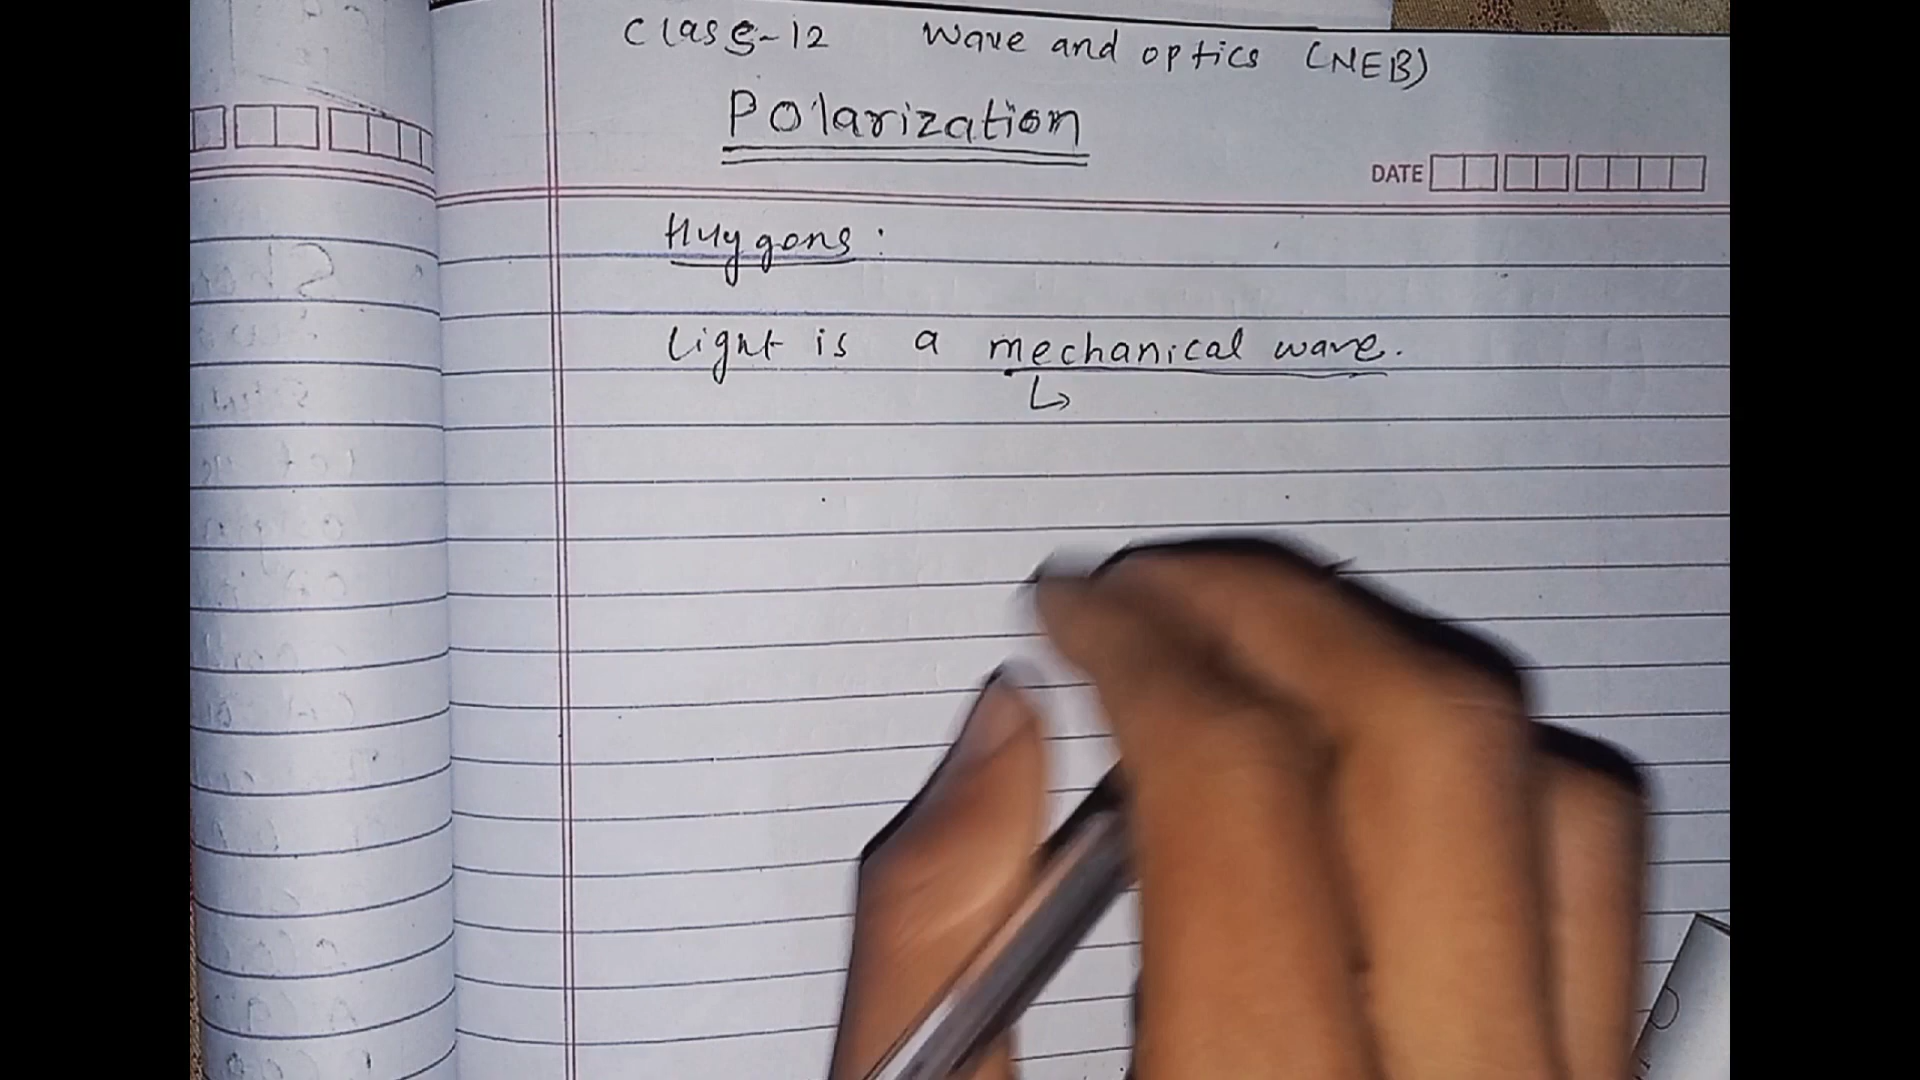 Class-12 Wave and optics (NEB)
Polarization
DATE
Huygens:
Light is a mechanical wave.